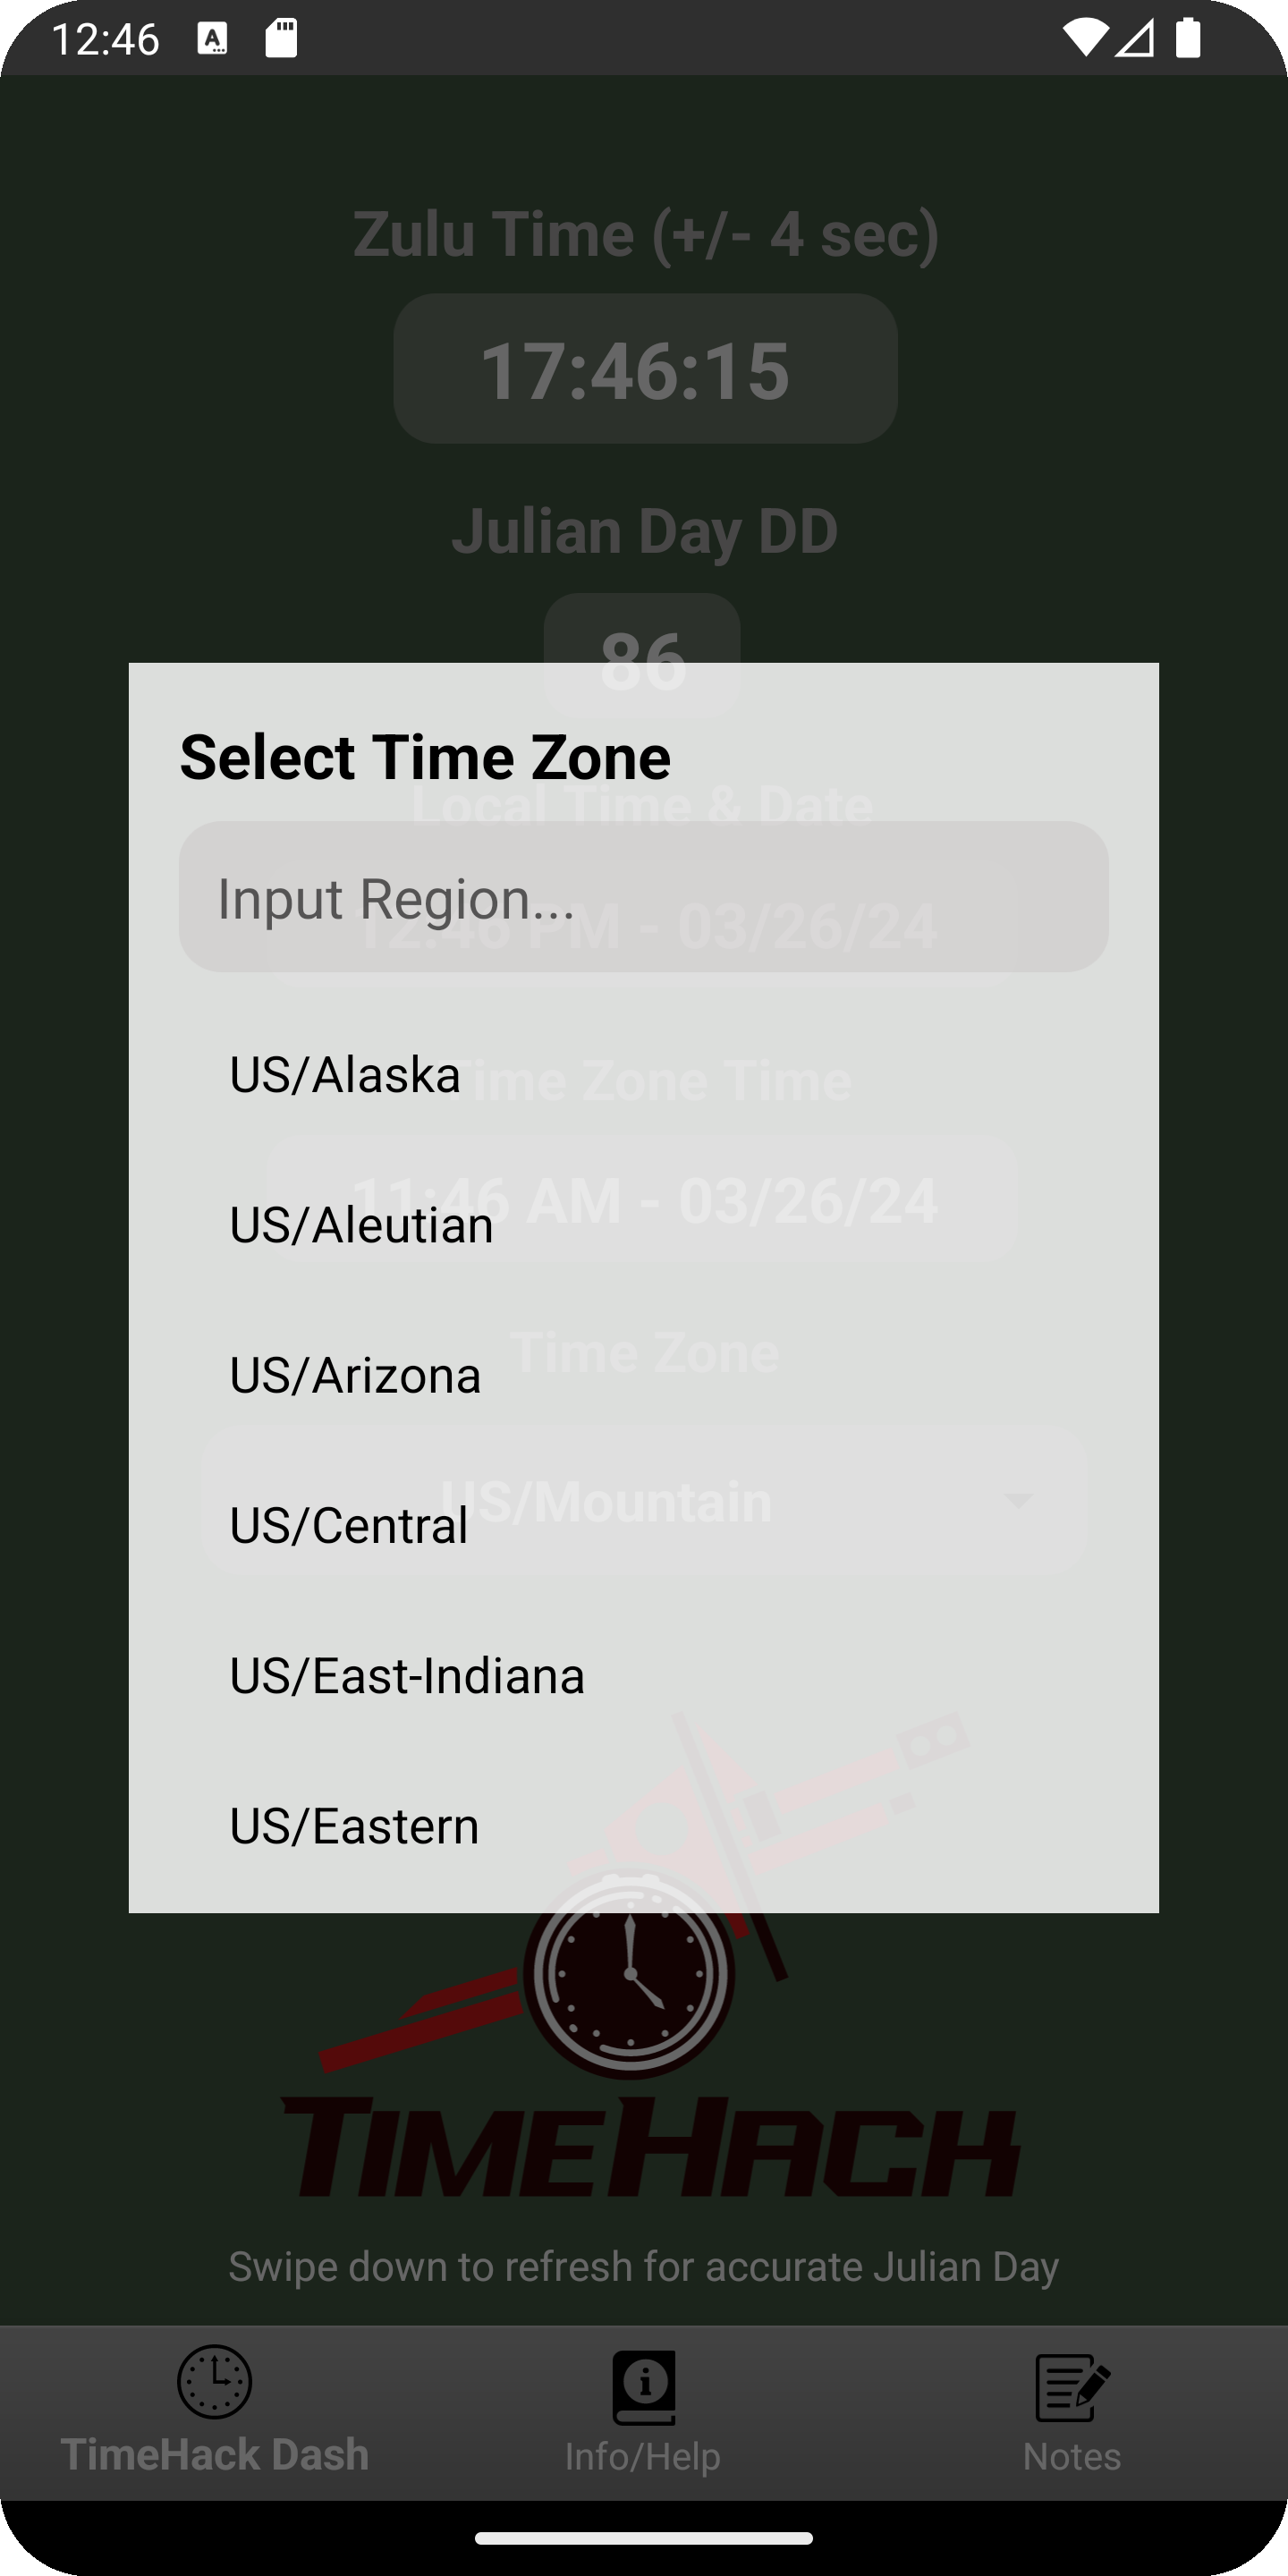 12:46
Zulu Time (+/- 4 sec)
17:46:15
Julian Day DD
86
Select Time Zone
Local Time & Date
Input Region...
12:46 PM - 03/26/24
US/Alaska
Time Zone Time
US/Aleutian
11:46 AM - 03/26/24
Time Zone
US/Arizona
US/Mountain
US/Central
US/East-Indiana
US/Eastern
TIMEHACK
Swipe down to refresh for accurate Julian Day
TimeHack Dash
Info/Help
Notes